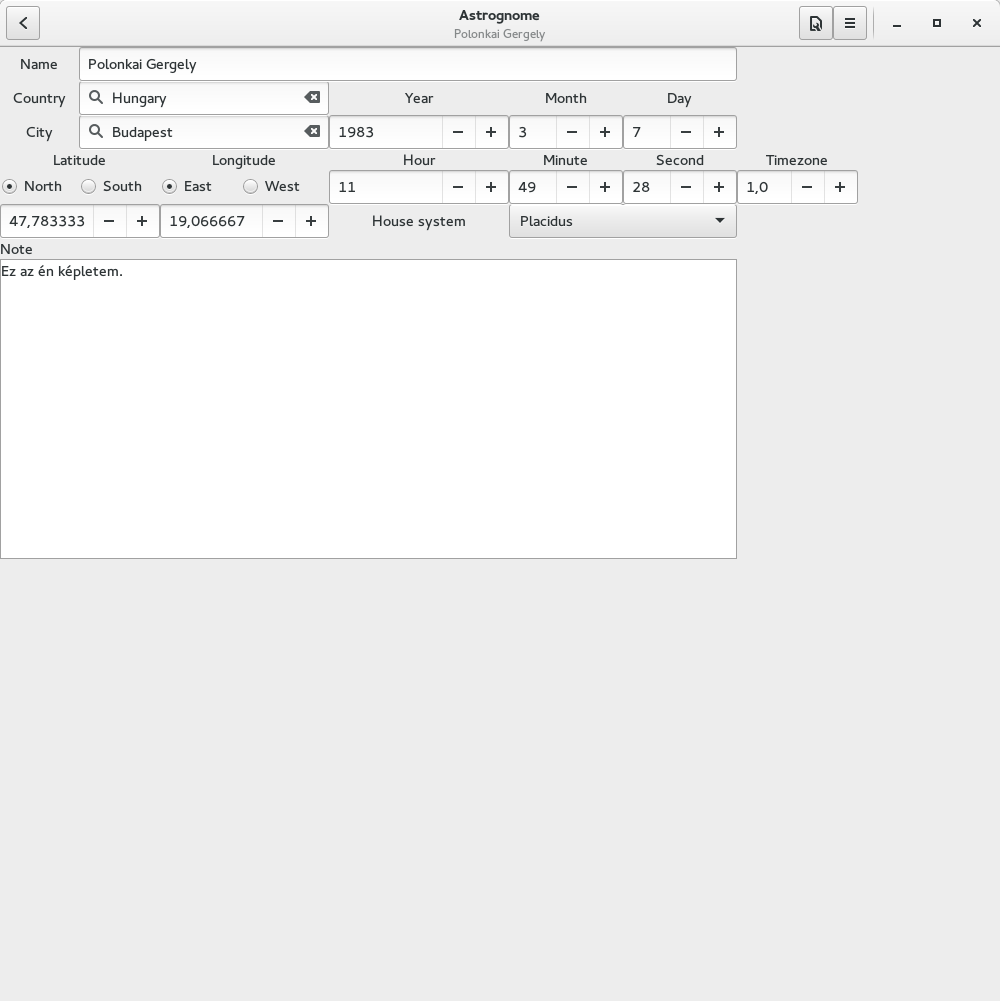 Astrognome
Polonkai Gergely
Name Polonkai Gergely
Country Hungary Year Month Day
City Budapest 1983 3 7
Latitude Longitude Hour Minute Second Timezone
North South East West 11 49 28 1,0
47,783333 19,066667 House system Placidus
Note
Ez az én képletem.